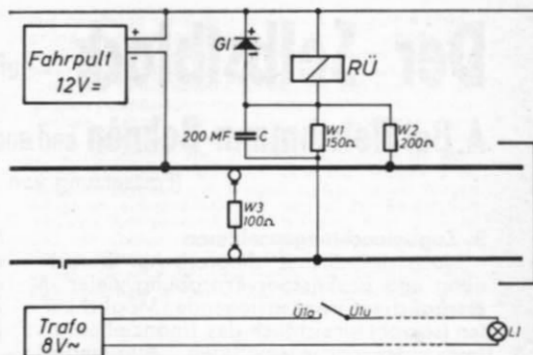 Fahrpult
12V=
+
−
Gl
+
RÜ
200 MF
C
W1
150Ω
W2
200Ω
W3
100Ω
Trafo
8V~
Ü1a
Ü1u
L1